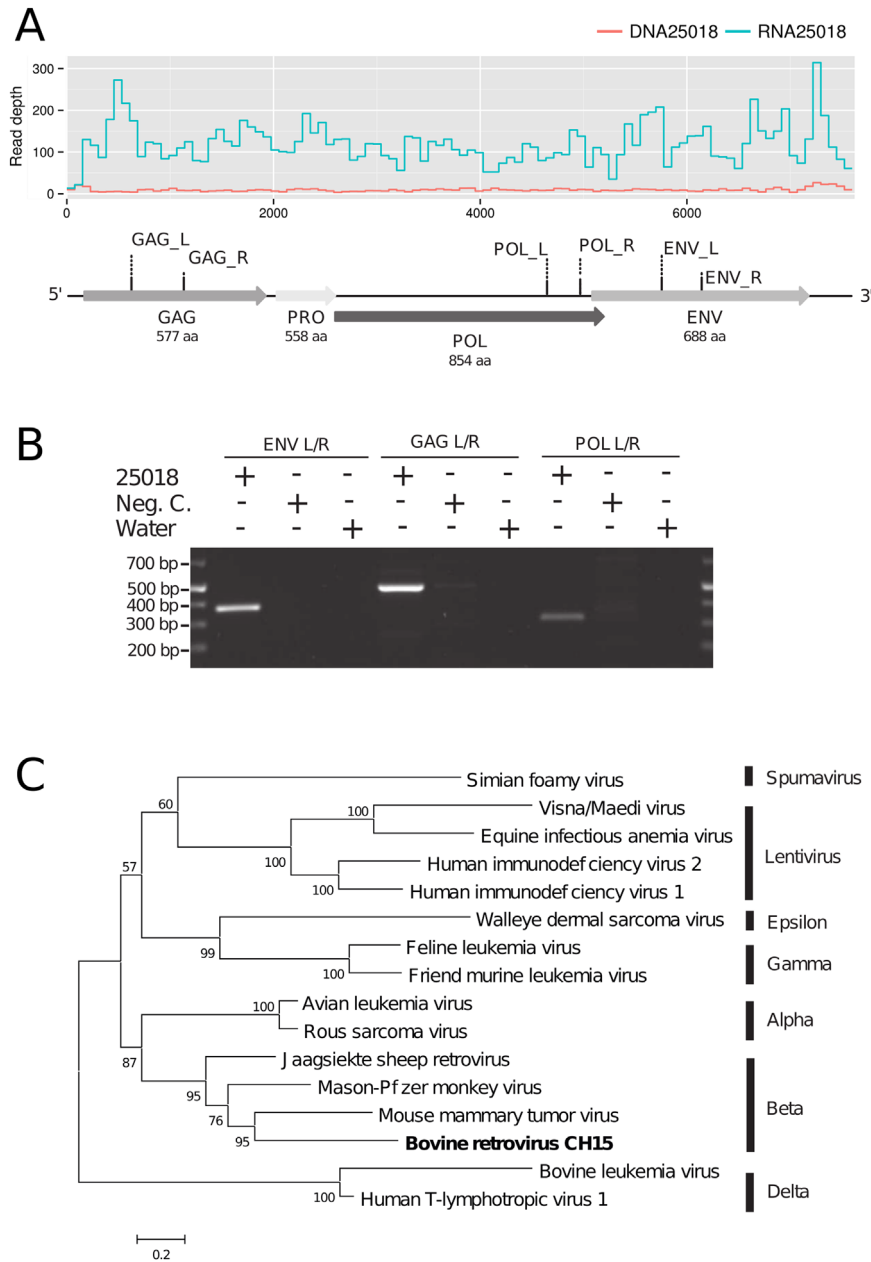 A
DNA25018 RNA25018
Read depth
300
200
100
0
0 2000 4000 6000
GAG_L
GAG_R
POL_L
POL_R
ENV_L
ENV_R
5' 3'
GAG
577 aa
PRO
558 aa
POL
854 aa
ENV
688 aa
B
ENV L/R GAG L/R POL L/R
25018 + - - + - - + - -
Neg. C. - + - - + - - + -
Water - - + - - + - - +
700 bp
500 bp
400 bp
300 bp
200 bp
C
Simian foamy virus
Spumavirus
60
Visna/Maedi virus
100
Equine infectious anemia virus
Lentivirus
100
Human immunodef ciency virus 2
57
100
Human immunodef ciency virus 1
Walleye dermal sarcoma virus
Epsilon
99
Feline leukemia virus
Gamma
100
Friend murine leukemia virus
100
Avian leukemia virus
Alpha
Rous sarcoma virus
87
Jaagsiekte sheep retrovirus
95
Mason-Pf zer monkey virus
Beta
76
Mouse mammary tumor virus
95
Bovine retrovirus CH15
Bovine leukemia virus
Delta
100
Human T-lymphotropic virus 1
0.2